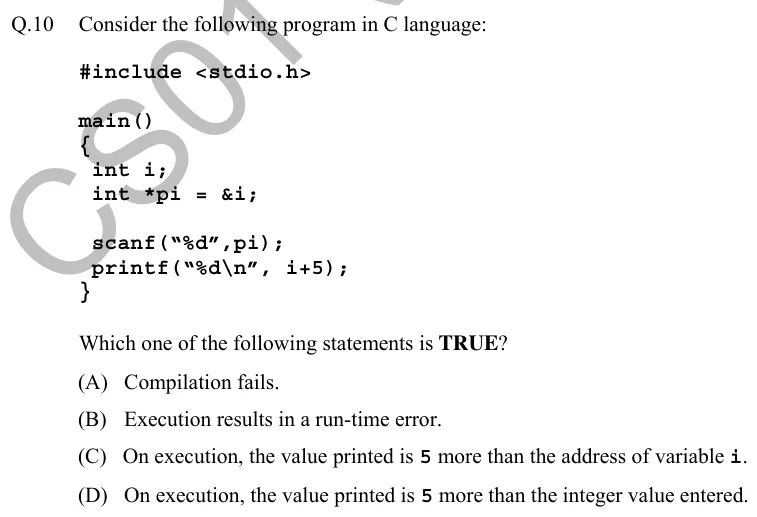 Q.10 Consider the following program in C language:
#include <stdio.h>
main()
{
int i;
int *pi = &i;
scanf(“%d”,pi);
printf(“%d\n”, i+5);
}
Which one of the following statements is TRUE?
(A) Compilation fails.
(B) Execution results in a run-time error.
(C) On execution, the value printed is 5 more than the address of variable i.
(D) On execution, the value printed is 5 more than the integer value entered.
CS01